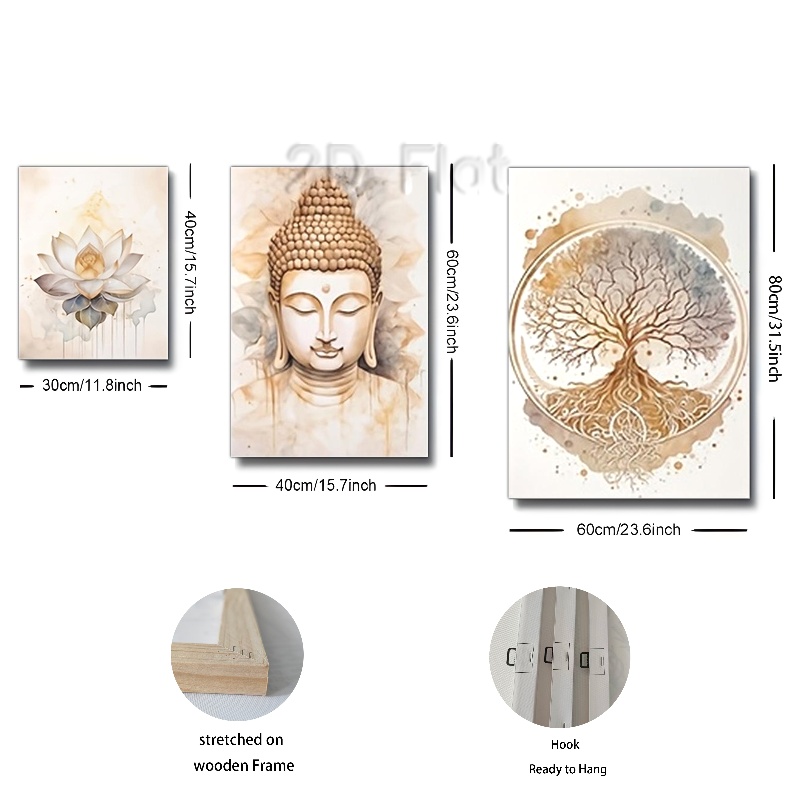 2D Flat
40cm/15.7inch
30cm/11.8inch
60cm/23.6inch
40cm/15.7inch
80cm/31.5inch
60cm/23.6inch
stretched on
wooden Frame
Hook
Ready to Hang